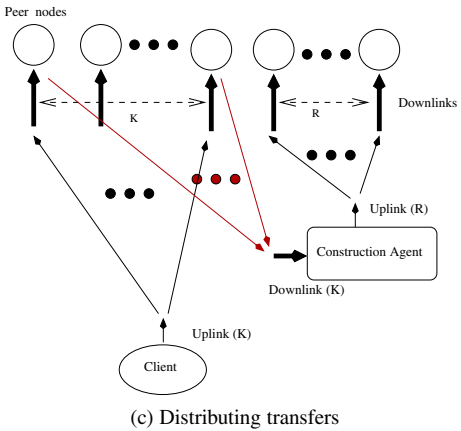 Peer nodes
K
R
Downlinks
Uplink (R)
Construction Agent
Downlink (K)
Uplink (K)
Client
(c) Distributing transfers